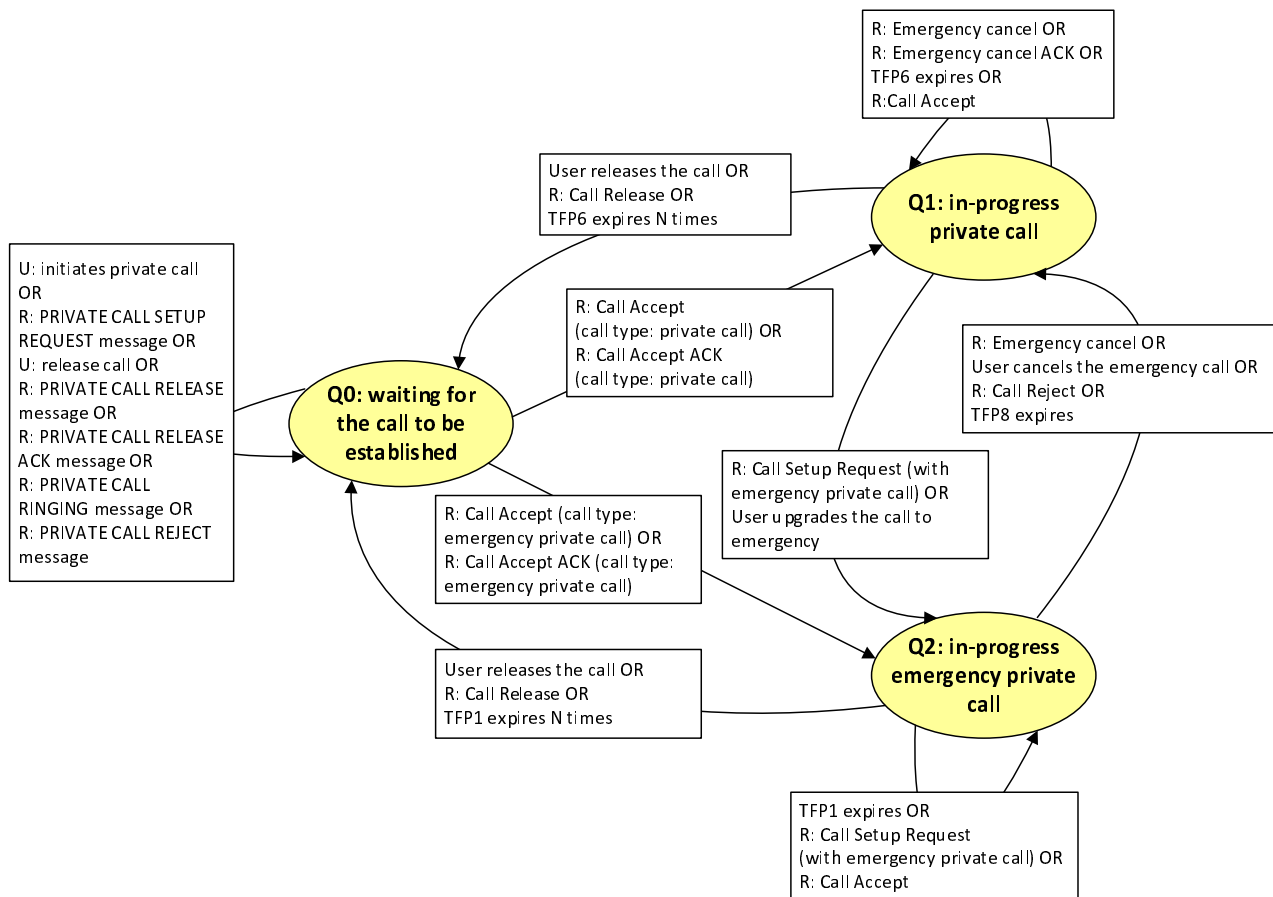 R: Emergency cancel OR
R: Emergency cancel ACK OR
TFP6 expires OR
R:Call Accept
User releases the call OR
R: Call Release OR
TFP6 expires N times
Q1: in-progress
private call
U: initiates private call
OR
R: PRIVATE CALL SETUP
REQUEST message OR
U: release call OR
R: PRIVATE CALL RELEASE
message OR
R: PRIVATE CALL RELEASE
ACK message OR
R: PRIVATE CALL
RINGING message OR
R: PRIVATE CALL REJECT
message
R: Call Accept
(call type: private call) OR
R: Call Accept ACK
(call type: private call)
R: Emergency cancel OR
User cancels the emergency call OR
R: Call Reject OR
TFP8 expires
Q0: waiting for
the call to be
established
R: Call Setup Request (with
emergency private call) OR
User upgrades the call to
emergency
R: Call Accept (call type:
emergency private call) OR
R: Call Accept ACK (call type:
emergency private call)
Q2: in-progress
emergency private
call
User releases the call OR
R: Call Release OR
TFP1 expires N times
TFP1 expires OR
R: Call Setup Request
(with emergency private call) OR
R: Call Accept